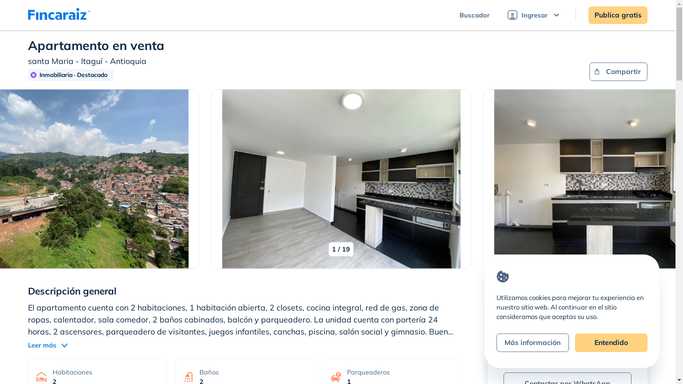 Fincaraiz
Buscador
Ingresar
Publica gratis
Apartamento en venta
santa Maria - Itaguí - Antioquia
Inmobiliaria · Destacado
Compartir
1 / 19
Descripción general
El apartamento cuenta con 2 habitaciones, 1 habitación abierta, 2 closets, cocina integral, red de gas, zona de
ropas, calentador, sala comedor, 2 baños cabinados, balcón y parqueadero. La unidad cuenta con portería 24
horas, 2 ascensores, parqueadero de visitantes, juegos infantiles, canchas, piscina, salón social y gimnasio. Buen...
Leer más
Utilizamos cookies para mejorar tu experiencia en
nuestro sitio web. Al continuar en el sitio
consideramos que aceptas su uso.
Más información
Entendido
Habitaciones
2
Baños
2
Parqueaderos
1
Contactar por WhatsApp